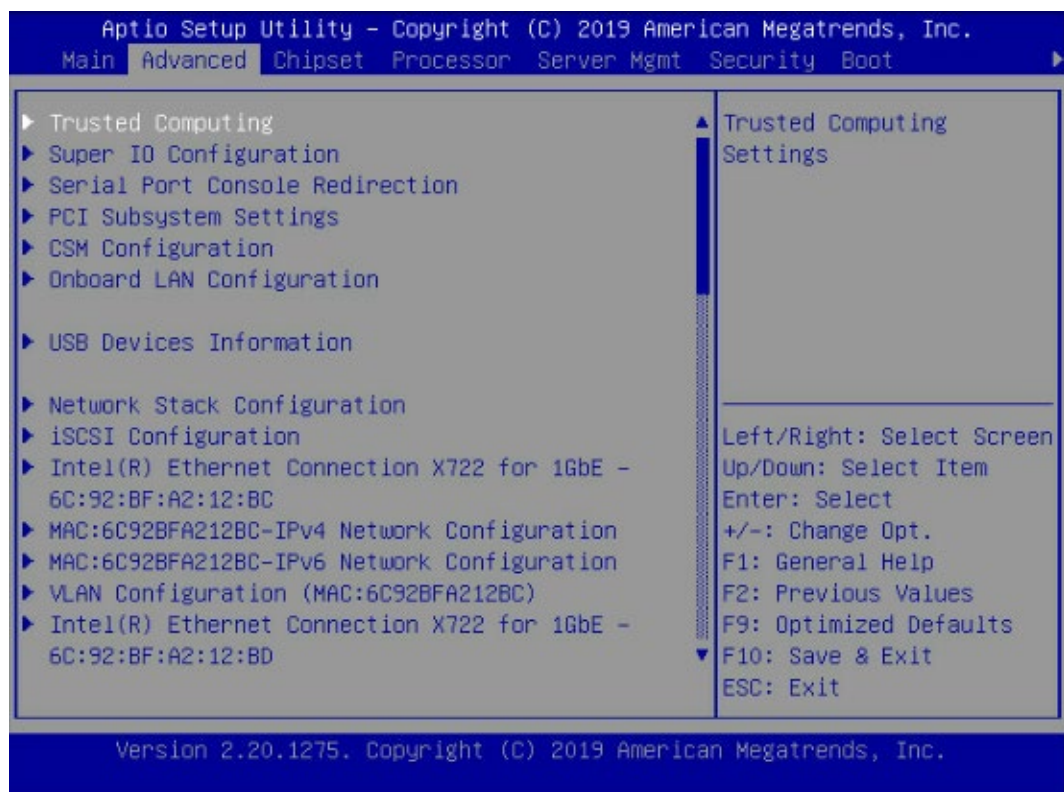 Aptio Setup Utility – Copyright (C) 2019 American Megatrends, Inc.
Main Advanced Chipset Processor Server Mgmt Security Boot
Trusted Computing
Super IO Configuration
Serial Port Console Redirection
PCI Subsystem Settings
CSM Configuration
Onboard LAN Configuration
USB Devices Information
Network Stack Configuration
iSCSI Configuration
Intel(R) Ethernet Connection X722 for 1GbE –
6C:92:BF:A2:12:BC
MAC:6C92BFA212BC-IPv4 Network Configuration
MAC:6C92BFA212BC-IPv6 Network Configuration
VLAN Configuration (MAC:6C92BFA212BC)
Intel(R) Ethernet Connection X722 for 1GbE –
6C:92:BF:A2:12:BD
Trusted Computing
Settings
Left/Right: Select Screen
Up/Down: Select Item
Enter: Select
+/-: Change Opt.
F1: General Help
F2: Previous Values
F9: Optimized Defaults
F10: Save & Exit
ESC: Exit
Version 2.20.1275. Copyright (C) 2019 American Megatrends, Inc.